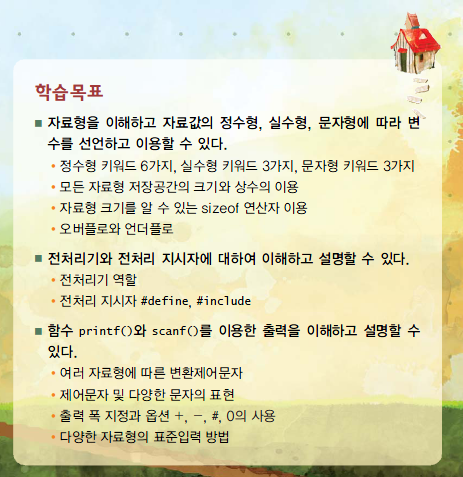 학습목표
■ 자료형을 이해하고 자료값의 정수형, 실수형, 문자형에 따라 변
수를 선언하고 이용할 수 있다.
• 정수형 키워드 6가지, 실수형 키워드 3가지, 문자형 키워드 3가지
• 모든 자료형 저장공간의 크기와 상수의 이용
• 자료형 크기를 알 수 있는 sizeof 연산자 이용
• 오버플로와 언더플로
■ 전처리기와 전처리 지시자에 대하여 이해하고 설명할 수 있다.
• 전처리기 역할
• 전처리 지시자 #define, #include
■ 함수 printf()와 scanf()를 이용한 출력을 이해하고 설명할 수
있다.
• 여러 자료형에 따른 변환제어문자
• 제어문자 및 다양한 문자의 표현
• 출력 폭 지정과 옵션 +, −, #, 0의 사용
• 다양한 자료형의 표준입력 방법